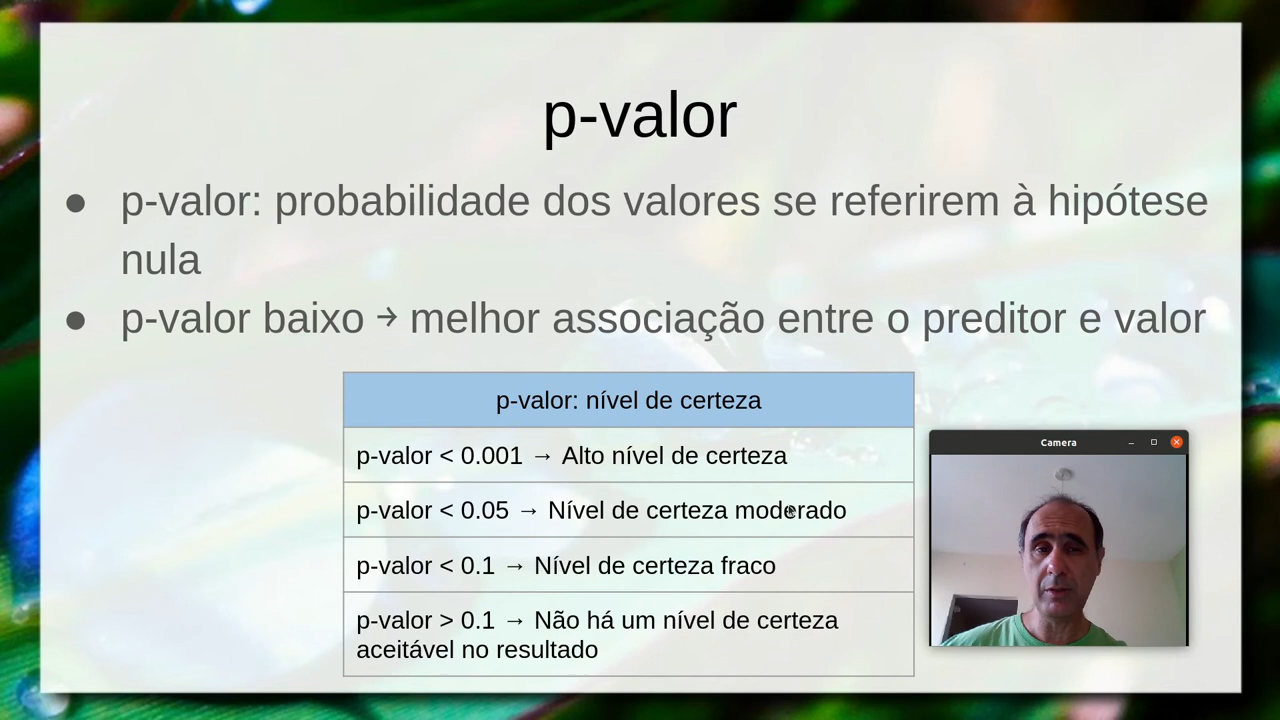 p-valor
● p-valor: probabilidade dos valores se referirem à hipótese
nula
● p-valor baixo → melhor associação entre o preditor e valor
p-valor: nível de certeza
p-valor < 0.001 → Alto nível de certeza
p-valor < 0.05 → Nível de certeza moderado
p-valor < 0.1 → Nível de certeza fraco
p-valor > 0.1 → Não há um nível de certeza
aceitável no resultado
Camera